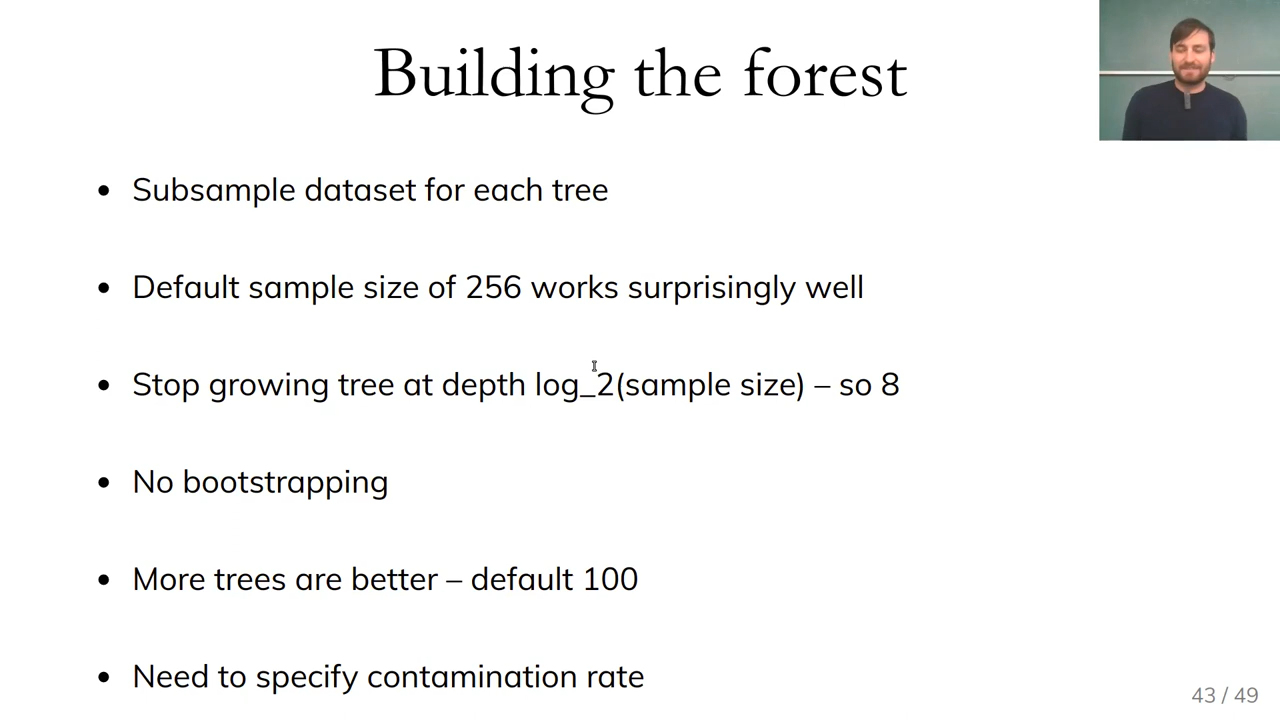 Building the forest
• Subsample dataset for each tree
• Default sample size of 256 works surprisingly well
• Stop growing tree at depth log_2(sample size) – so 8
• No bootstrapping
• More trees are better – default 100
• Need to specify contamination rate
43 / 49